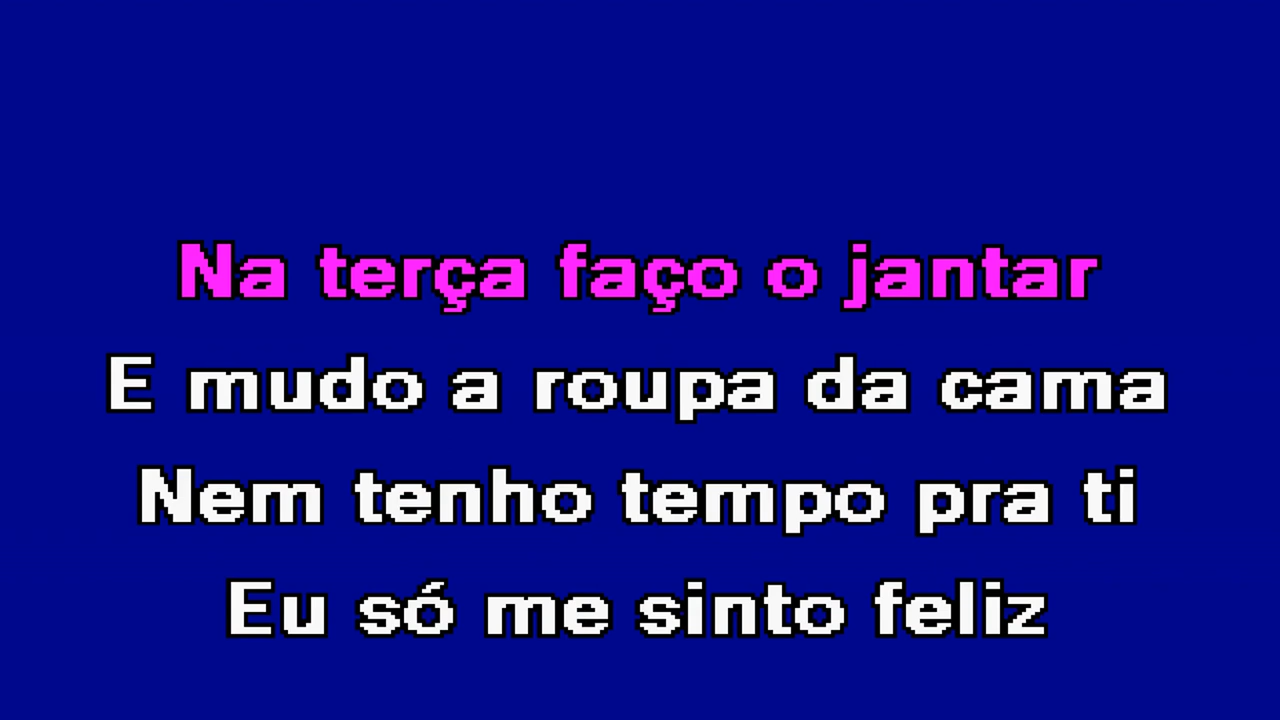 Na terça faço o jantar
E mudo a roupa da cama
Nem tenho tempo pra ti
Eu só me sinto feliz